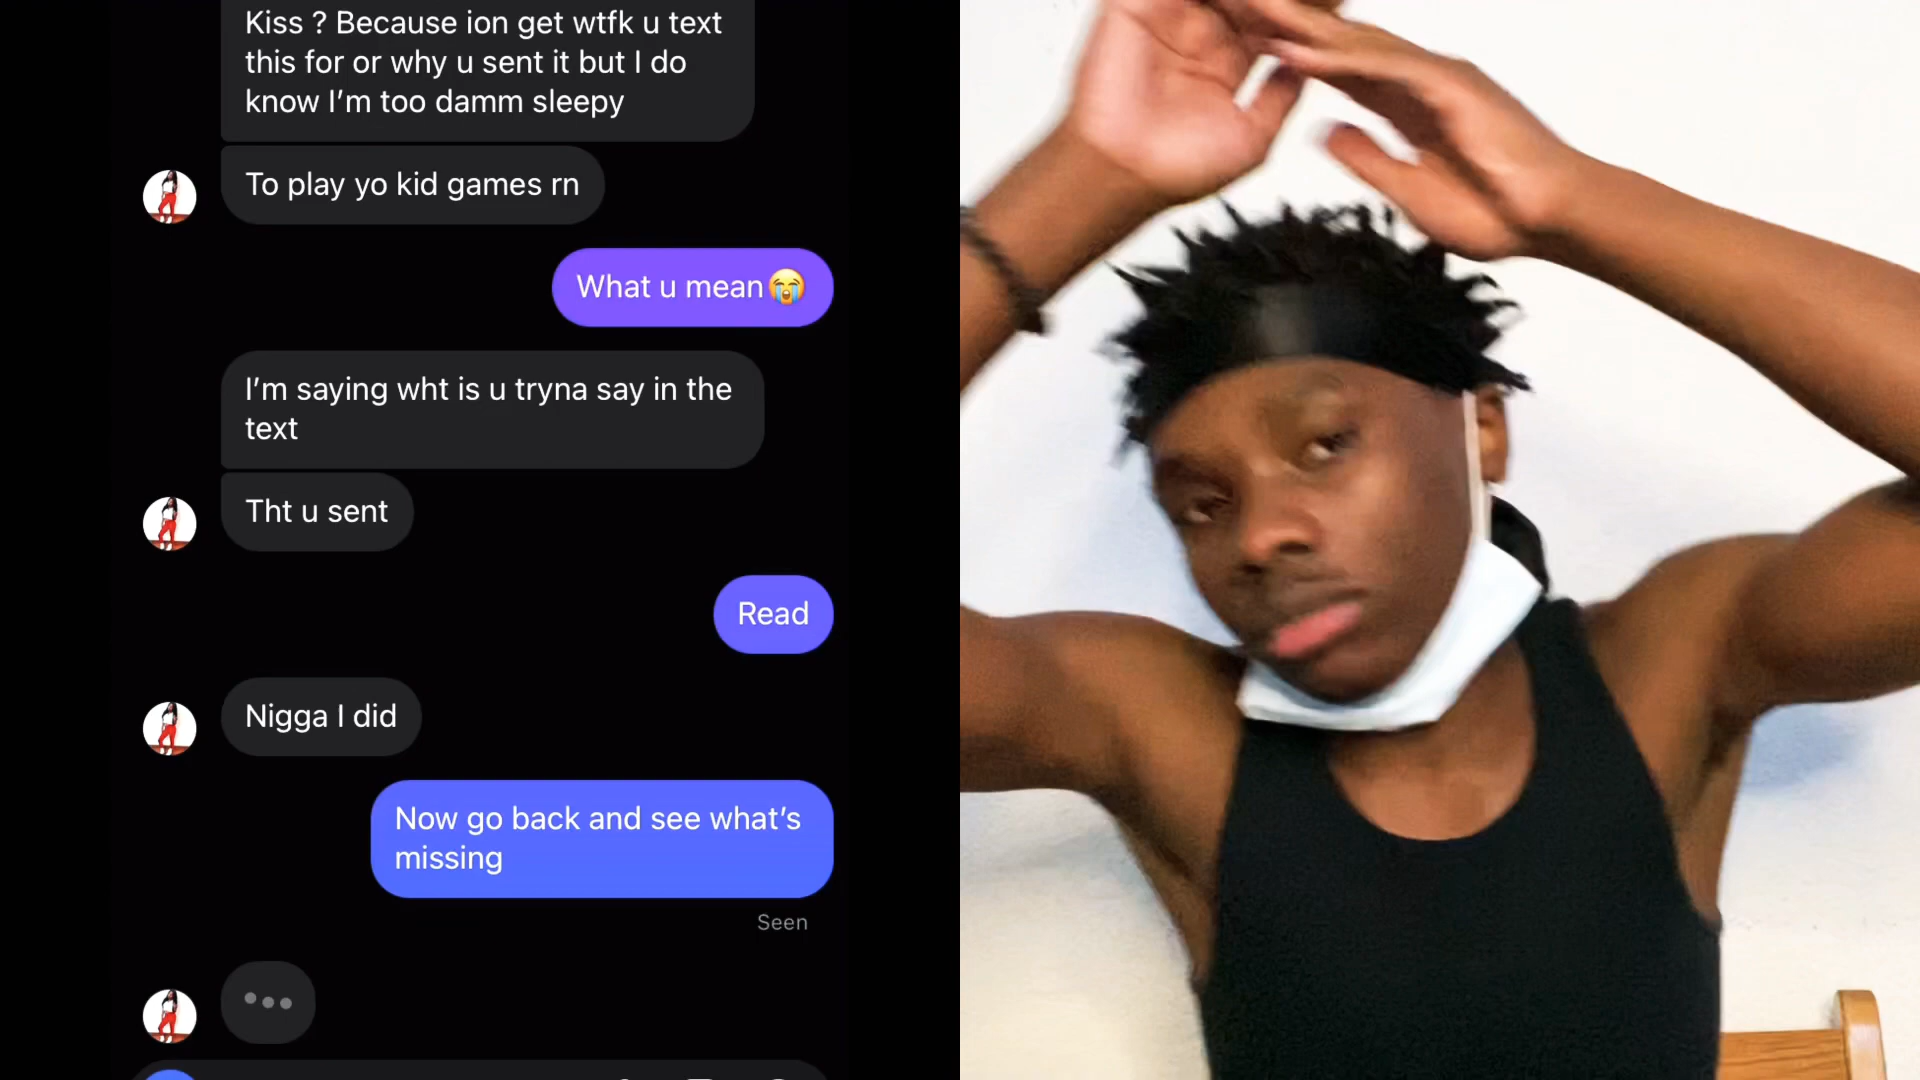 Kiss ? Because ion get wtfk u text
this for or why u sent it but I do
know I’m too damm sleepy
To play yo kid games rn
What u mean😭
I’m saying wht is u tryna say in the
text
Tht u sent
Read
Nigga I did
Now go back and see what’s
missing
Seen